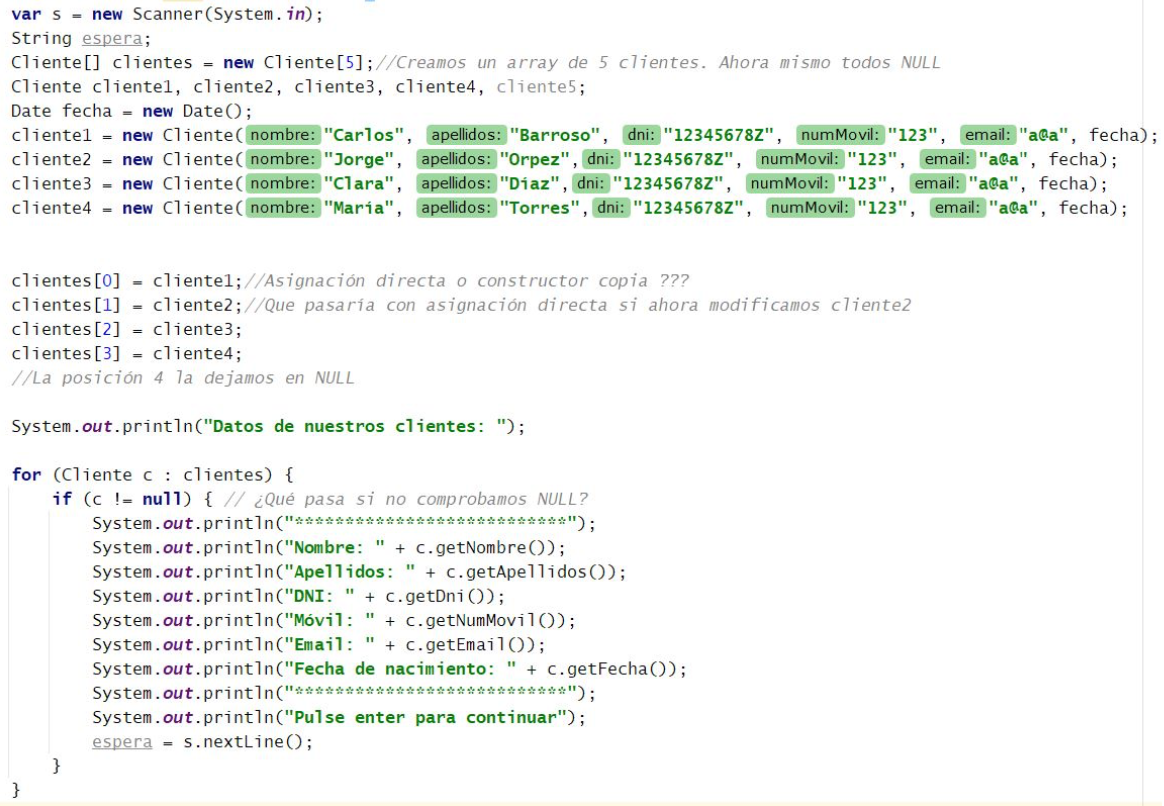 var s = new Scanner(System.in);
String espera;
Cliente[] clientes = new Cliente[5];//Creamos un array de 5 clientes. Ahora mismo todos NULL
Cliente cliente1, cliente2, cliente3, cliente4, cliente5;
Date fecha = new Date();
cliente1 = new Cliente( nombre: "Carlos", apellidos: "Barroso", dni: "12345678Z", numMovil: "123", email: "a@a", fecha);
cliente2 = new Cliente( nombre: "Jorge", apellidos: "Orpez", dni: "12345678Z", numMovil: "123", email: "a@a", fecha);
cliente3 = new Cliente( nombre: "Clara", apellidos: "Díaz", dni: "12345678Z", numMovil: "123", email: "a@a", fecha);
cliente4 = new Cliente( nombre: "María", apellidos: "Torres", dni: "12345678Z", numMovil: "123", email: "a@a", fecha);
clientes[0] = cliente1;//Asignación directa o constructor copia ???
clientes[1] = cliente2;//Que pasaría con asignación directa si ahora modificamos cliente2
clientes[2] = cliente3;
clientes[3] = cliente4;
//La posición 4 la dejamos en NULL
System.out.println("Datos de nuestros clientes: ");
for (Cliente c : clientes) {
if (c != null) { // ¿Qué pasa si no comprobamos NULL?
System.out.println("***************************");
System.out.println("Nombre: " + c.getNombre());
System.out.println("Apellidos: " + c.getApellidos());
System.out.println("DNI: " + c.getDni());
System.out.println("Móvil: " + c.getNumMovil());
System.out.println("Email: " + c.getEmail());
System.out.println("Fecha de nacimiento: " + c.getFecha());
System.out.println("***************************");
System.out.println("Pulse enter para continuar");
espera = s.nextLine();
}
}